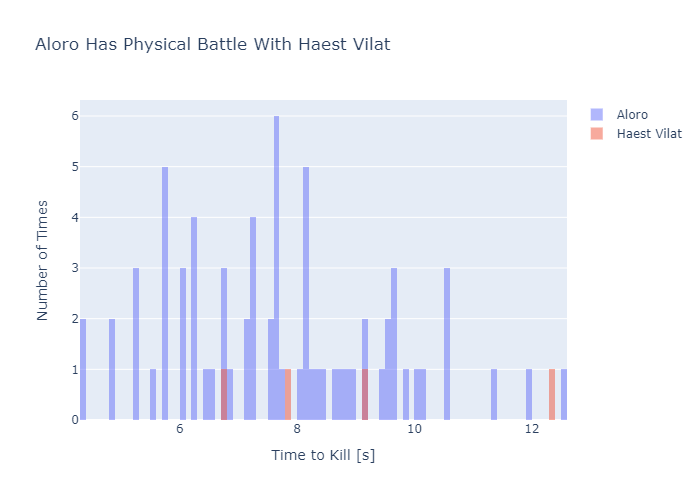 Aloro Has Physical Battle With Haest Vilat
Aloro
Haest Vilat
Number of Times
6
5
4
3
2
1
0
6
8
10
12
Time to Kill [s]